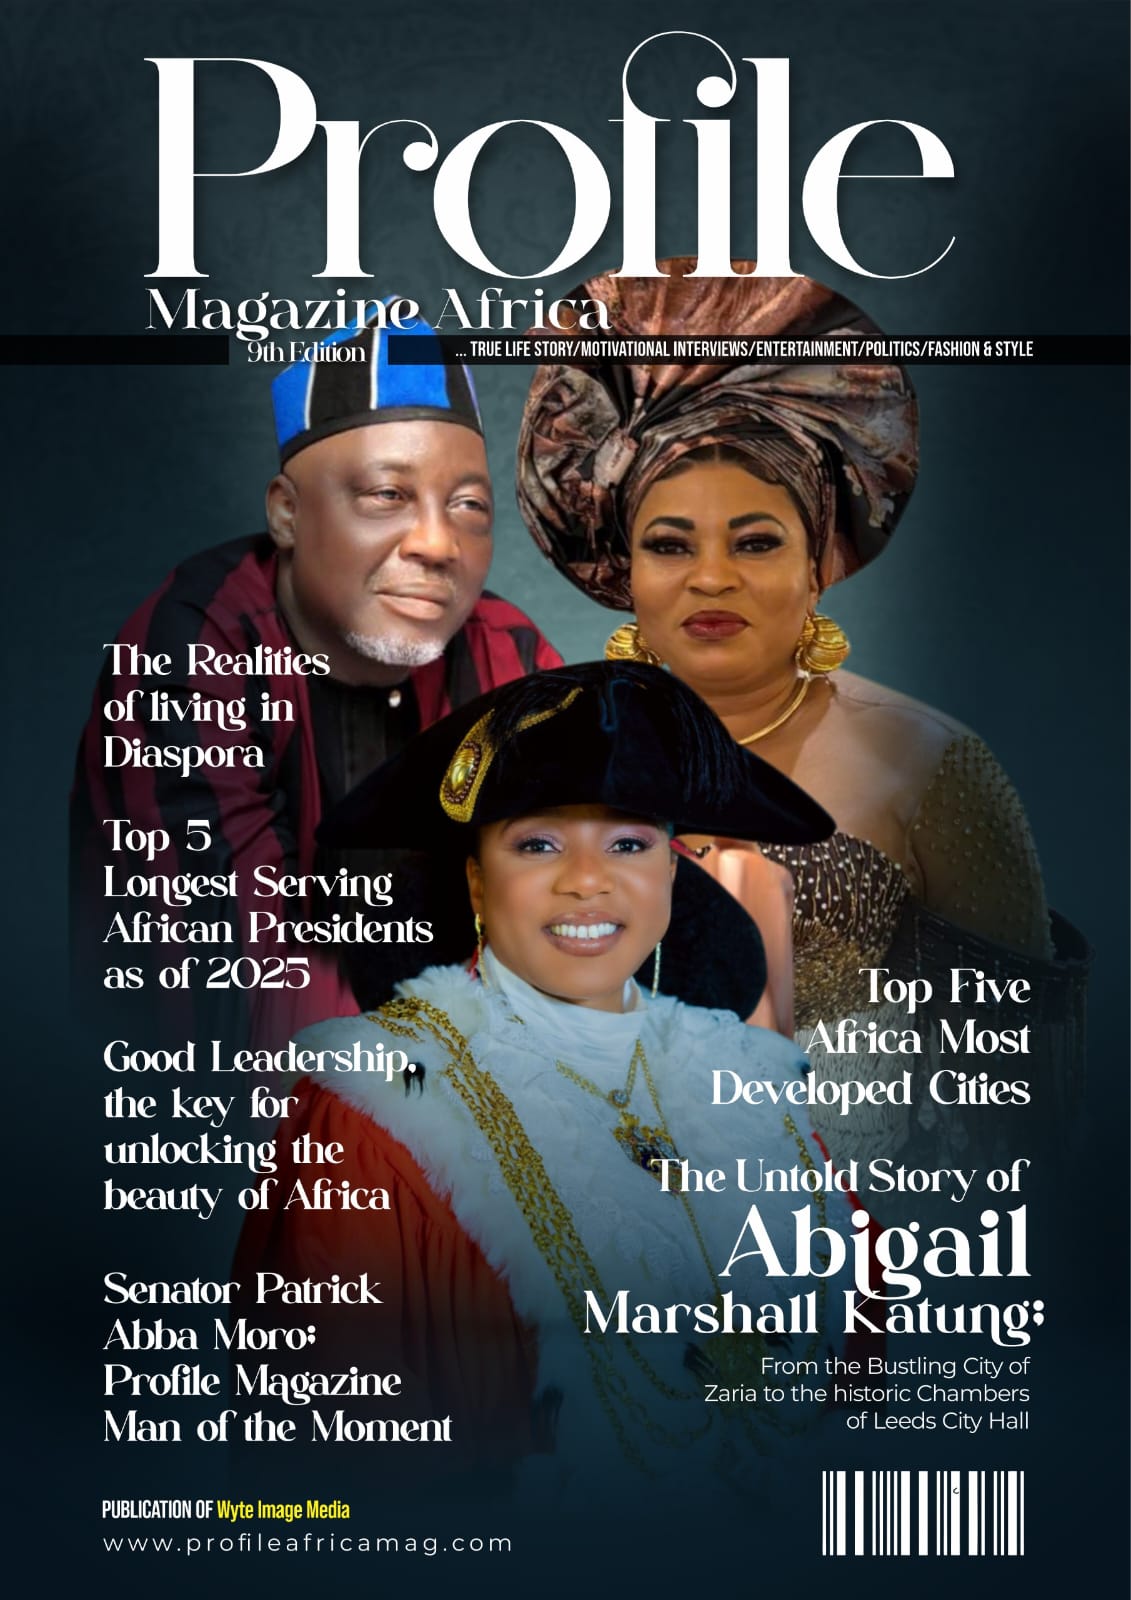 Profile
Magazine Africa
9th Edition
... TRUE LIFE STORY/MOTIVATIONAL INTERVIEWS/ENTERTAINMENT/POLITICS/FASHION & STYLE
The Realities
of living in
Diaspora
Top 5
Longest Serving
African Presidents
as of 2025
Good Leadership,
the key for
unlocking the
beauty of Africa
Senator Patrick
Abba Moro;
Profile Magazine
Man of the Moment
Top Five
Africa Most
Developed Cities
The Untold Story of
Abigail
Marshall Katung;
From the Bustling City of
Zaria to the historic Chambers
of Leeds City Hall
PUBLICATION OF Wyte Image Media
www.profileafricamag.com